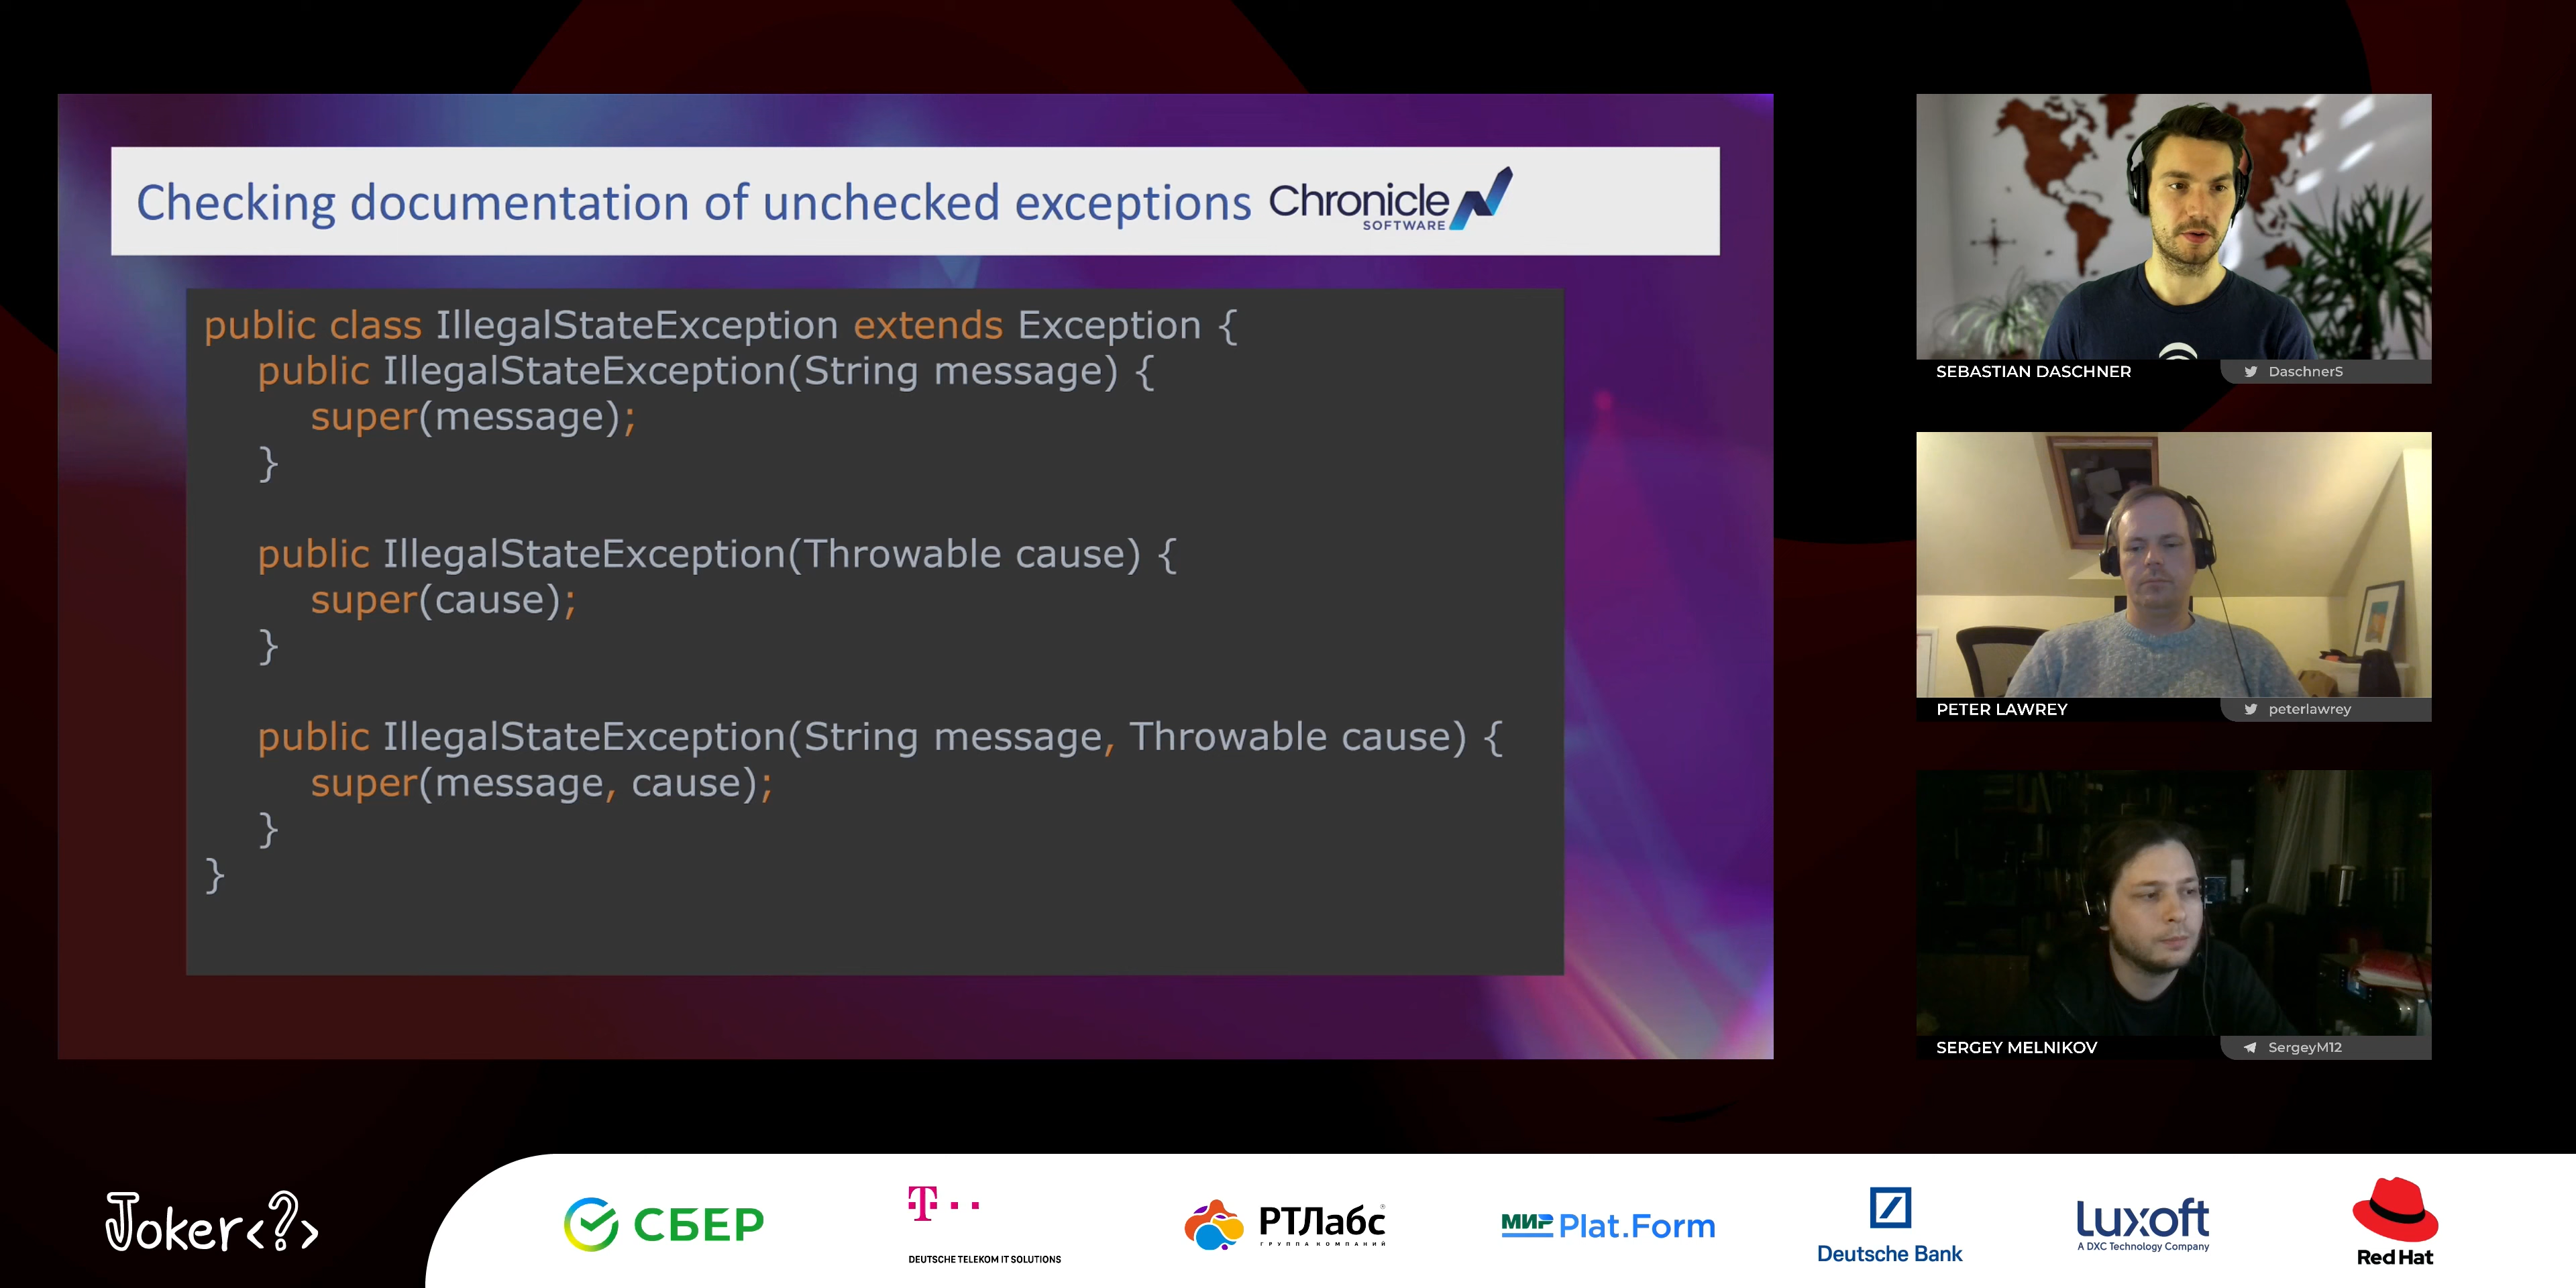 Checking documentation of unchecked exceptions Chronicle
SOFTWARE
public class IllegalStateException extends Exception {
public IllegalStateException(String message) {
super(message);
}
public IllegalStateException(Throwable cause) {
super(cause);
}
public IllegalStateException(String message, Throwable cause) {
super(message, cause);
}
}
SEBASTIAN DASCHNER DaschnerS
PETER LAWREY peterlawrey
SERGEY MELNIKOV SergeyM12
Joker<?>
СБЕР
T
DEUTSCHE TELEKOM IT SOLUTIONS
РТЛабс
ГРУППА КОМПАНИЙ
МИР Plat.Form
Deutsche Bank
Luxoft
A DXC Technology Company
Red Hat